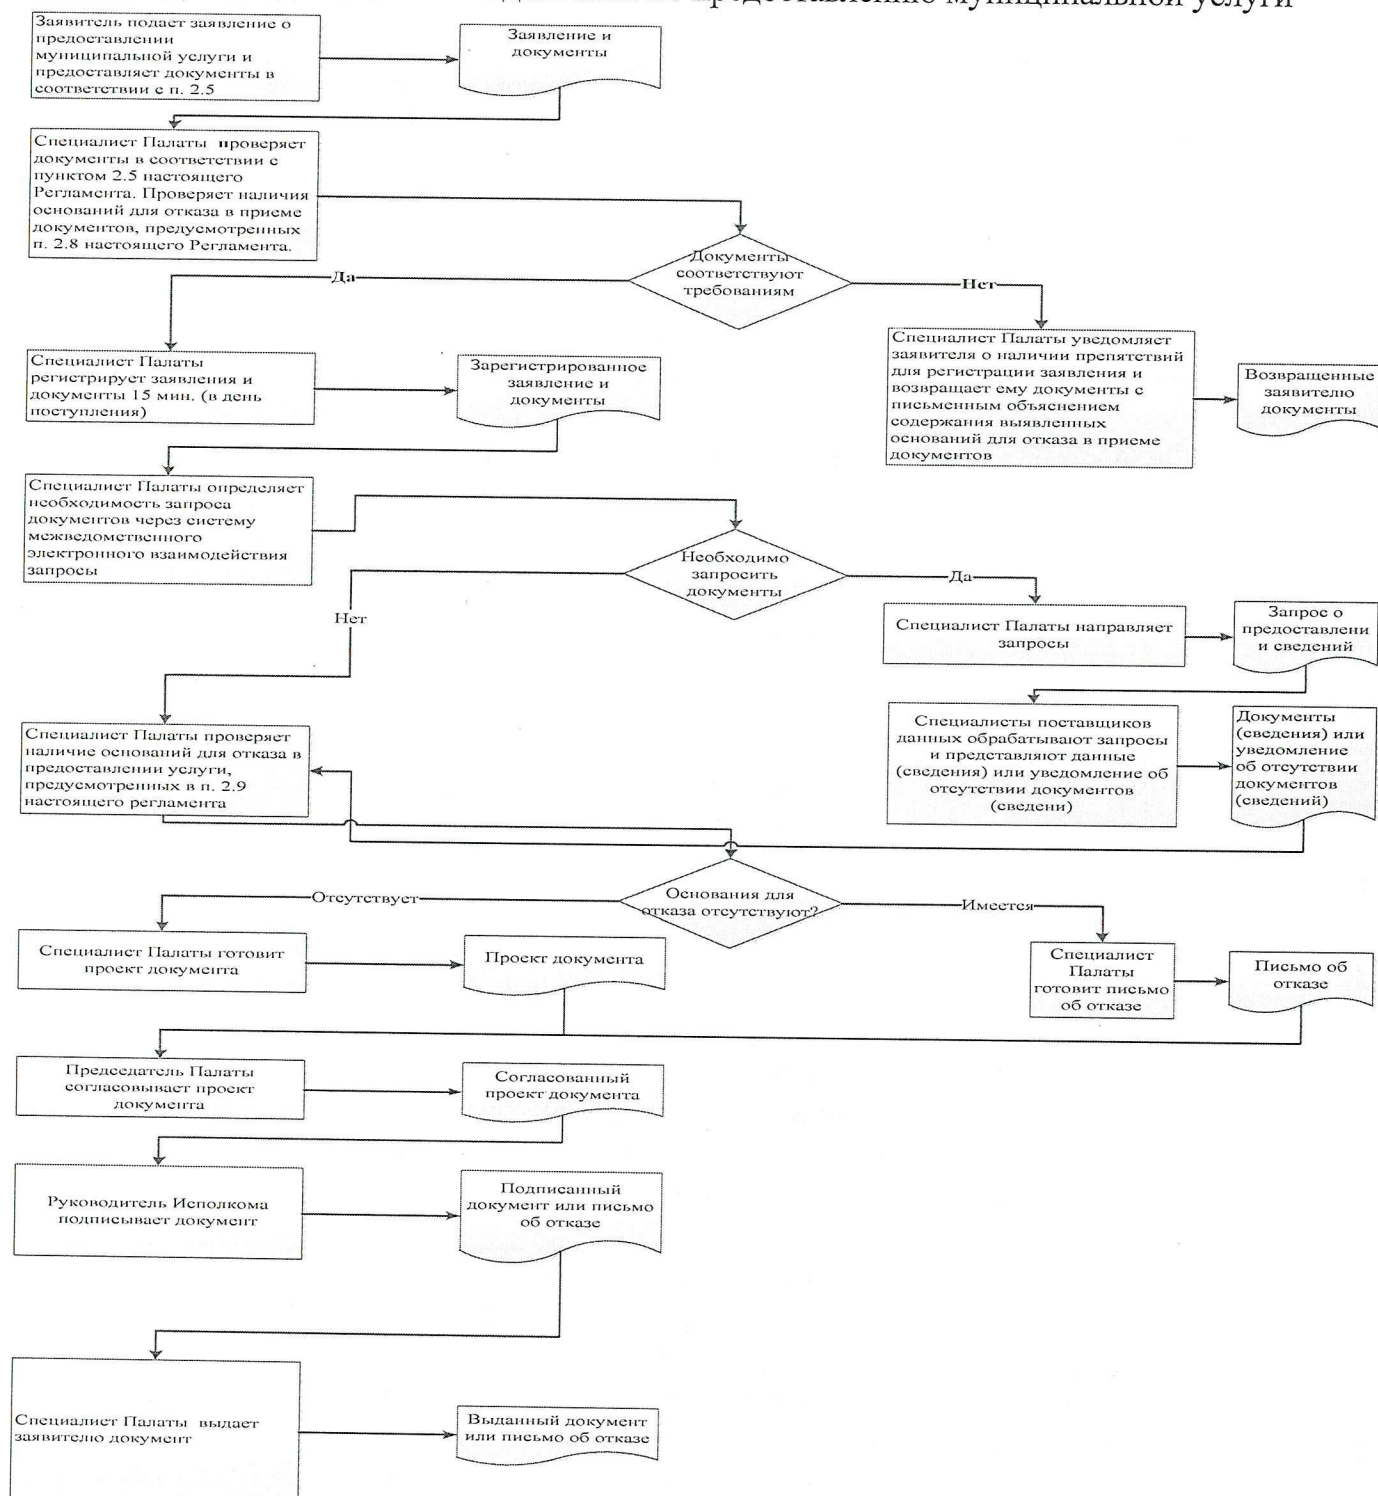 предоставлению муниципальной услуги
Заявитель подает заявление о
предоставлении
муниципальной услуги и
предоставляет документы в
соответствии с п. 2.5
Заявление и
документы
Специалист Палаты проверяет
документы в соответствии с
пунктом 2.5 настоящего
Регламента. Проверяет наличия
оснований для отказа в приеме
документов, предусмотренных
п. 2.8 настоящего Регламента.
Документы
соответствуют
требованиям
Да
Нет
Специалист Палаты
регистрирует заявления и
документы 15 мин. (в день
поступления)
Зарегистрированное
заявление и
документы
Специалист Палаты уведомляет
заявителя о наличии препятствий
для регистрации заявления и
возвращает ему документы с
письменным объяснением
содержания выявленных
оснований для отказа в приеме
документов
Возвращенные
заявителю
документы
Специалист Палаты определяет
необходимость запроса
документов через систему
межведомственного
электронного взаимодействия
запросы
Необходимо
запросить
документы
Да
Нет
Специалист Палаты направляет
запросы
Запрос о
предоставлени
и сведений
Специалист Палаты проверяет
наличие оснований для отказа в
предоставлении услуги,
предусмотренных в п. 2.9
настоящего регламента
Специалисты поставщиков
данных обрабатывают запросы
и представляют данные
(сведения) или уведомление об
отсутствии документов
(сведени)
Документы
(сведения) или
уведомление
об отсутствии
документов
(сведений)
Основания для
отказа отсутствуют?
Отсутствует
Имеется
Специалист Палаты готовит
проект документа
Проект документа
Специалист
Палаты
готовит письмо
об отказе
Письмо об
отказе
Председатель Палаты
согласовывает проект
документа
Согласованный
проект документа
Руководитель Исполкома
подписывает документ
Подписанный
документ или письмо
об отказе
Специалист Палаты выдает
заявителю документ
Выданный документ
или письмо об отказе